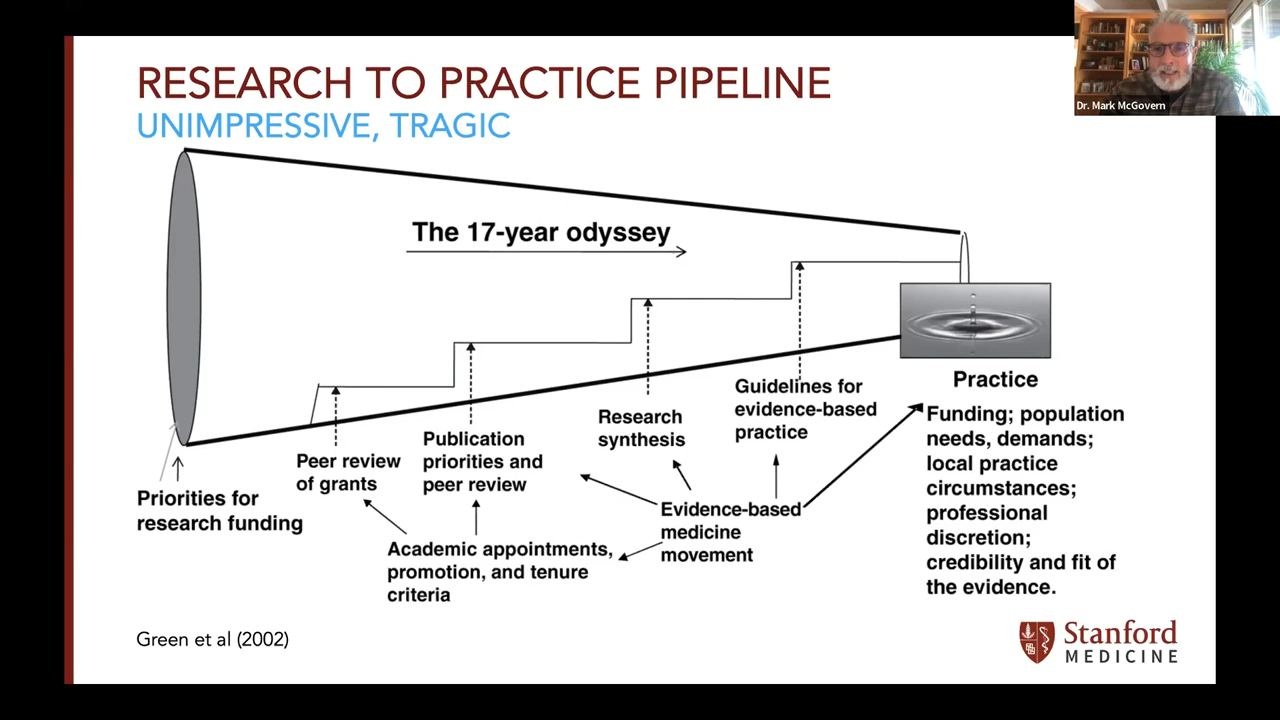 Dr. Mark McGovern
RESEARCH TO PRACTICE PIPELINE
UNIMPRESSIVE, TRAGIC
The 17-year odyssey
Priorities for
research funding
Peer review
of grants
Publication
priorities and
peer review
Research
synthesis
Guidelines for
evidence-based
practice
Academic appointments,
promotion, and tenure
criteria
Evidence-based
medicine
movement
Practice
Funding; population
needs, demands;
local practice
circumstances;
professional
discretion;
credibility and fit of
the evidence.
Green et al (2002)
Stanford
MEDICINE